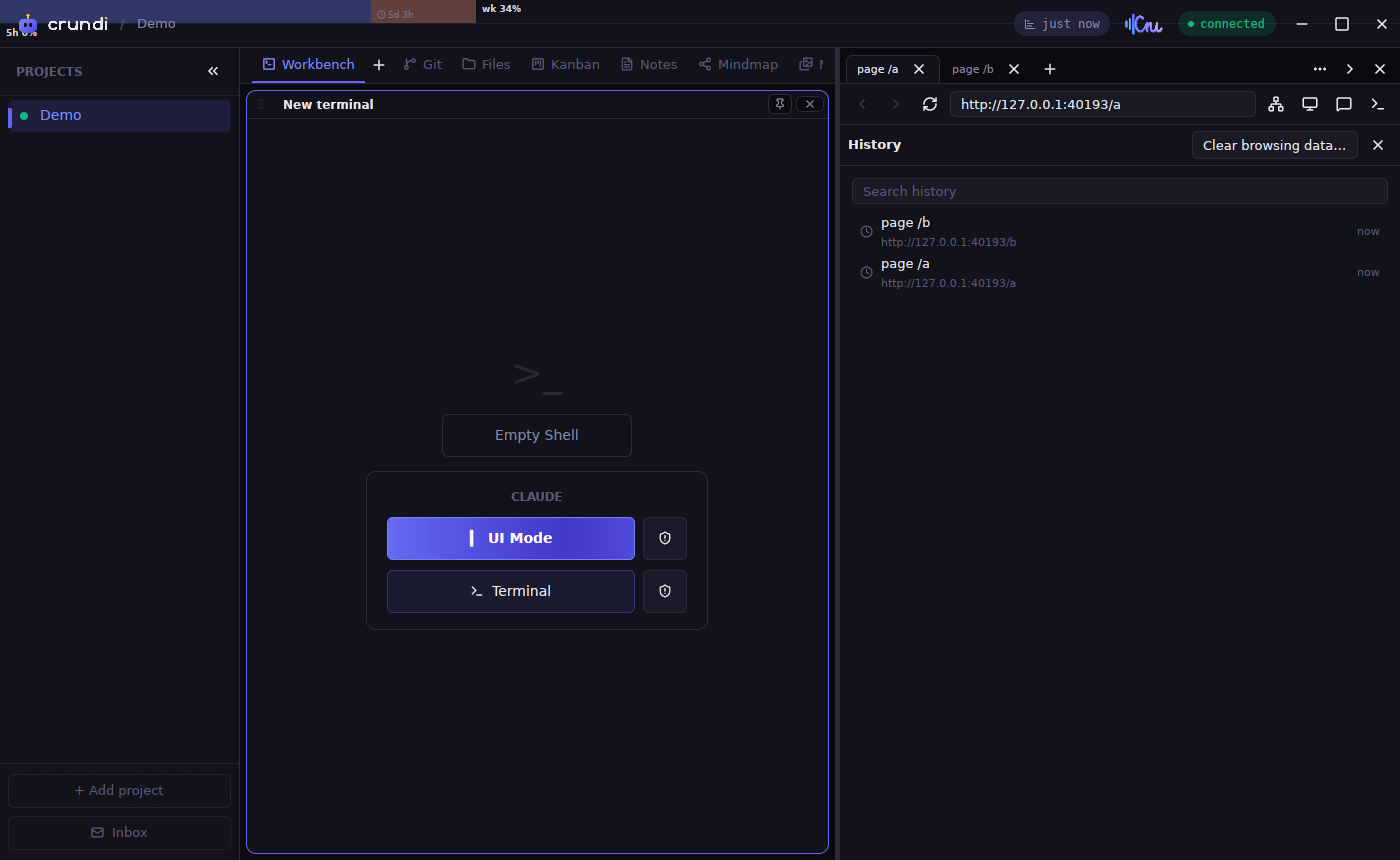 5d 3h
wk 34%
5h 0%
crundi / Demo
just now
Cru
connected
PROJECTS
Demo
+ Add project
Inbox
Workbench
Git
Files
Kanban
Notes
Mindmap
New terminal
>_
Empty Shell
CLAUDE
UI Mode
Terminal
page /a
page /b
http://127.0.0.1:40193/a
History
Clear browsing data...
Search history
page /b
http://127.0.0.1:40193/b
now
page /a
http://127.0.0.1:40193/a
now